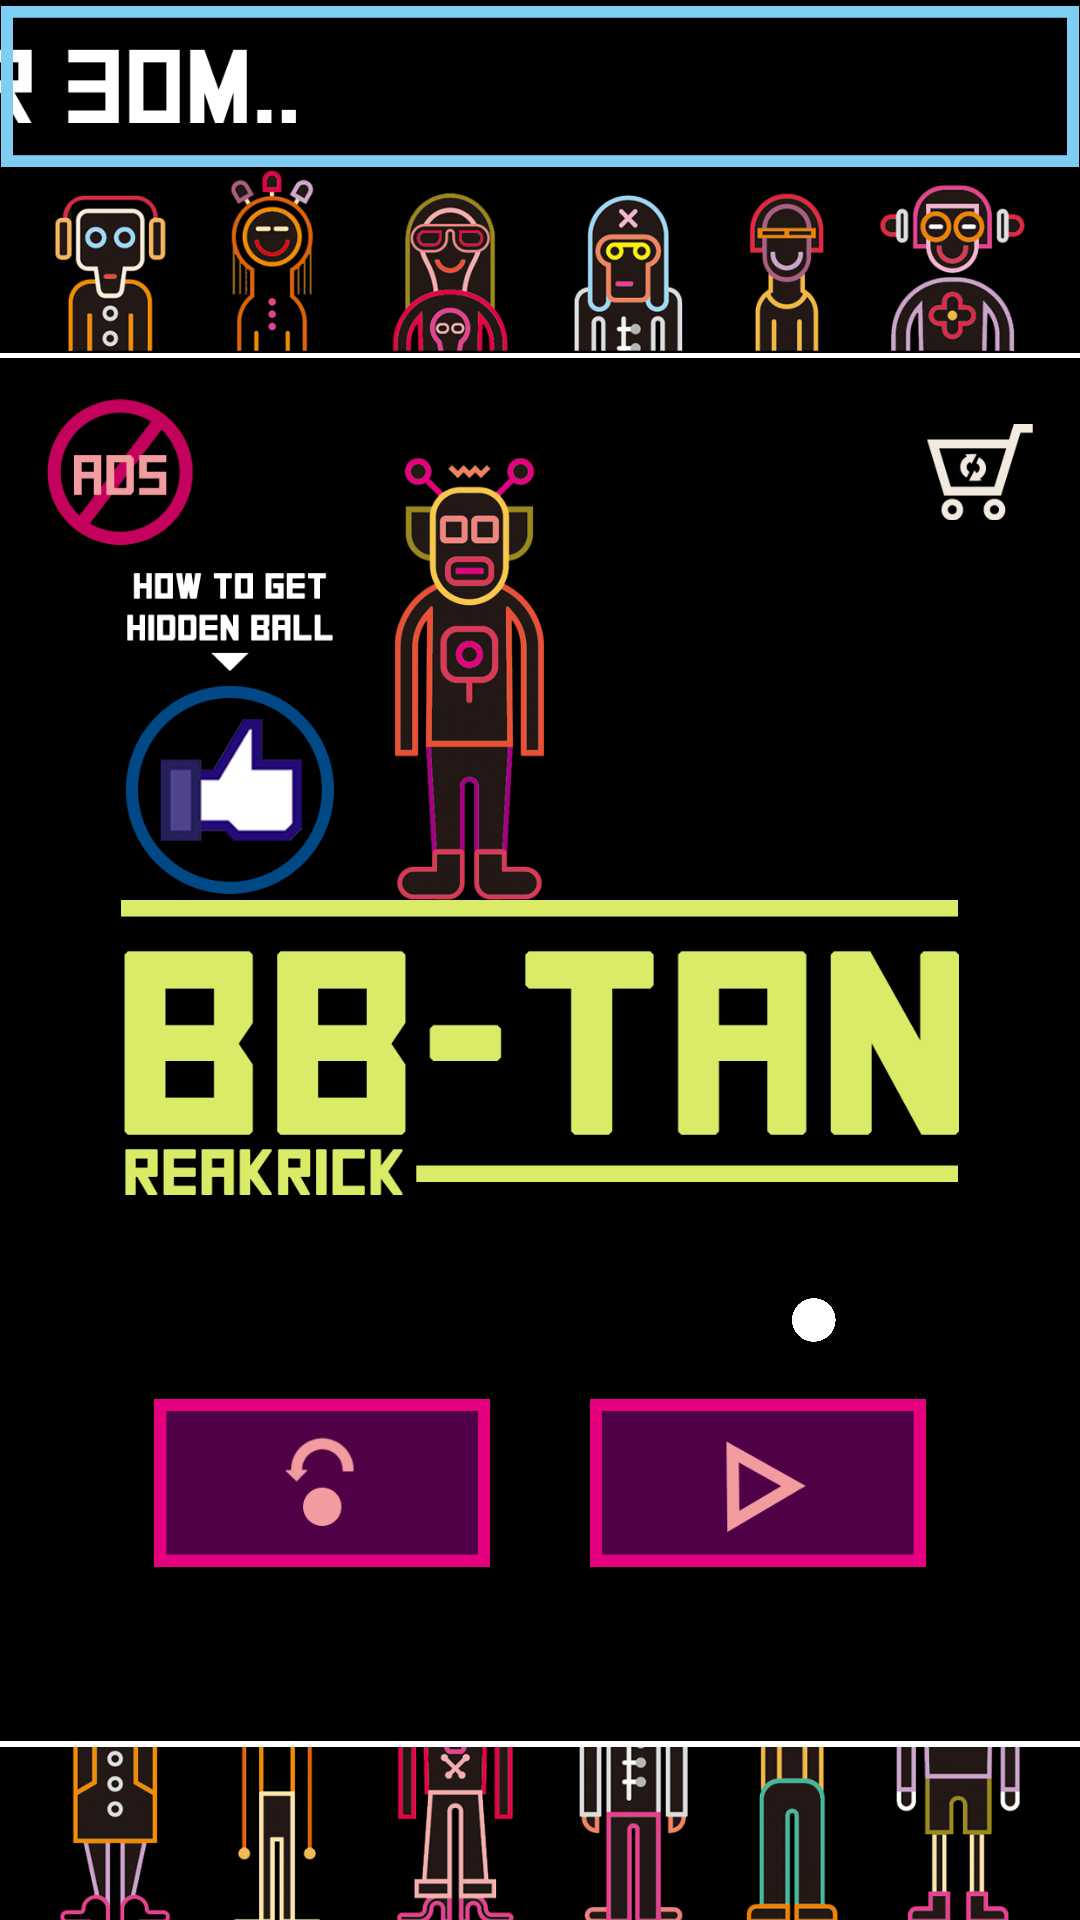 R 30M..
ADS
HOW TO GET
HIDDEN BALL
BB-TAN
REAKRICK